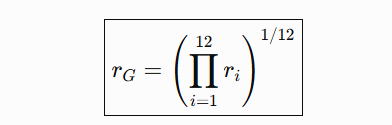 r_G = \left( \prod_{i=1}^{12} r_i \right)^{1/12}